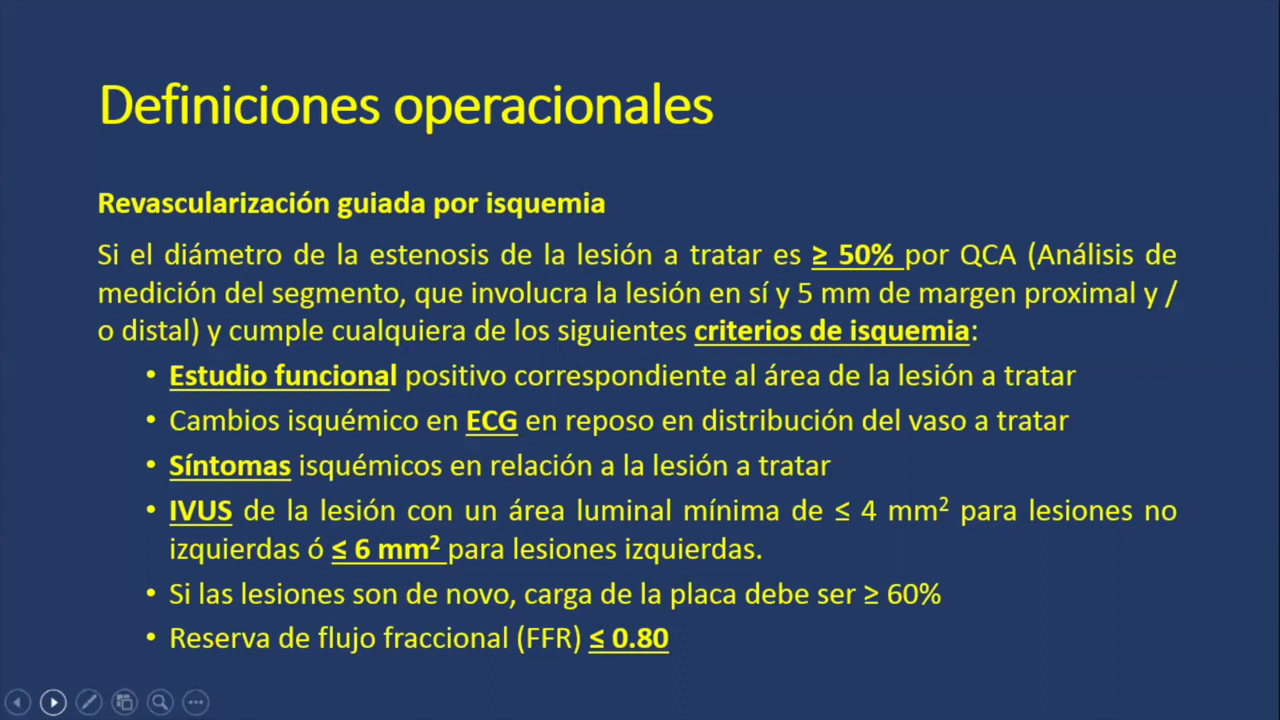 Definiciones operacionales
Revascularización guiada por isquemia
Si el diámetro de la estenosis de la lesión a tratar es ≥ 50% por QCA (Análisis de
medición del segmento, que involucra la lesión en sí y 5 mm de margen proximal y /
o distal) y cumple cualquiera de los siguientes criterios de isquemia:
• Estudio funcional positivo correspondiente al área de la lesión a tratar
• Cambios isquémico en ECG en reposo en distribución del vaso a tratar
• Síntomas isquémicos en relación a la lesión a tratar
• IVUS de la lesión con un área luminal mínima de ≤ 4 mm² para lesiones no
izquierdas ó ≤ 6 mm² para lesiones izquierdas.
• Si las lesiones son de novo, carga de la placa debe ser ≥ 60%
• Reserva de flujo fraccional (FFR) ≤ 0.80